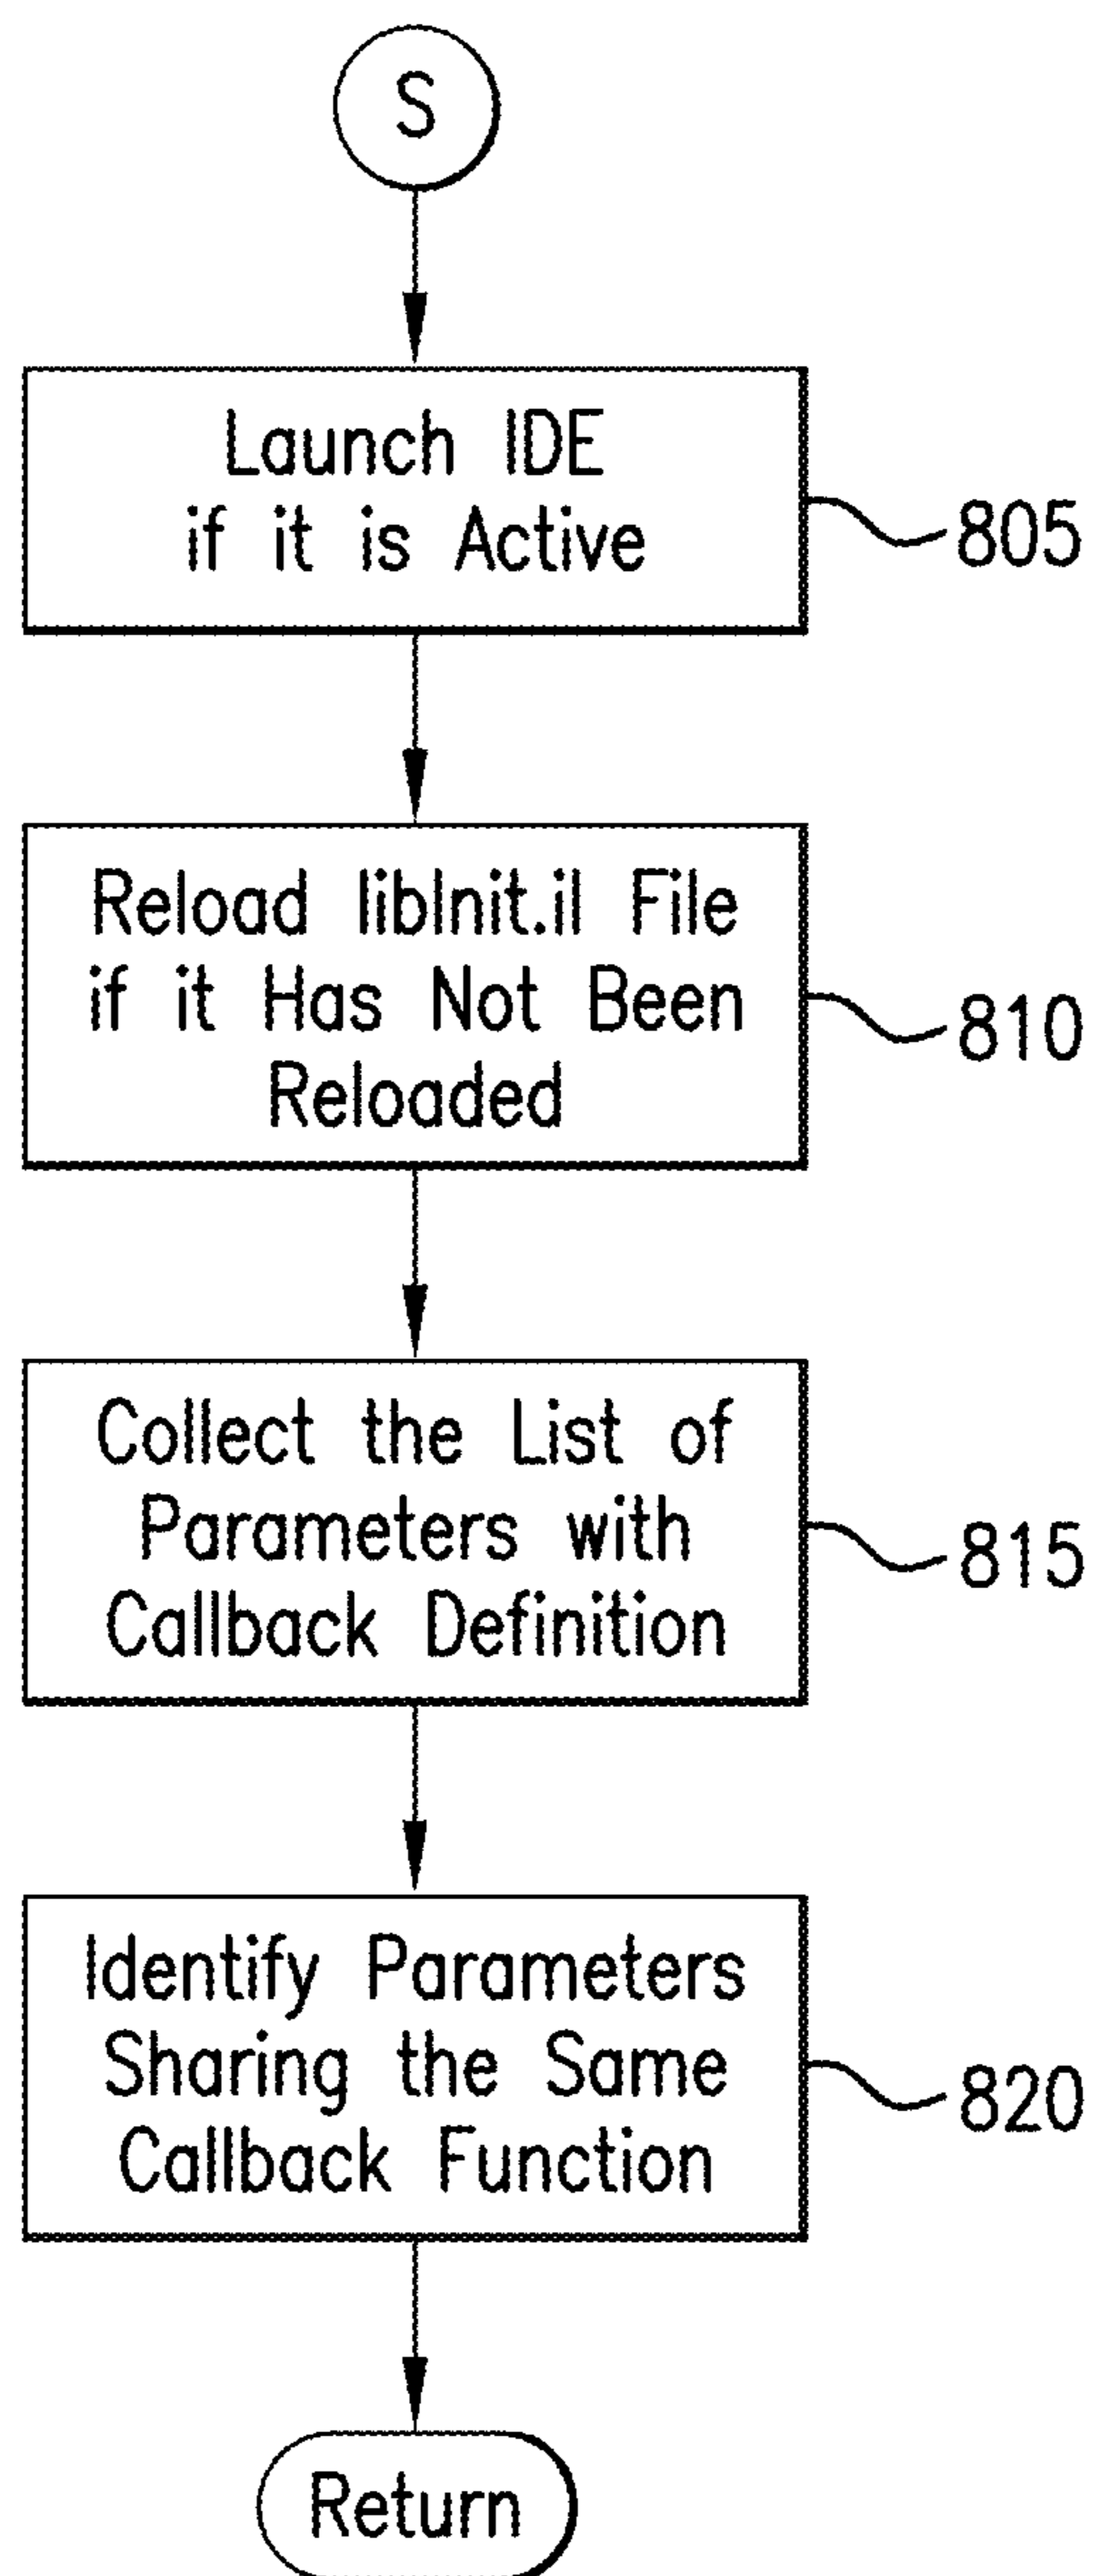 S
Launch IDE
if it is Active
805
Reload libInit.il File
if it Has Not Been
Reloaded
810
Collect the List of
Parameters with
Callback Definition
815
Identify Parameters
Sharing the Same
Callback Function
820
Return